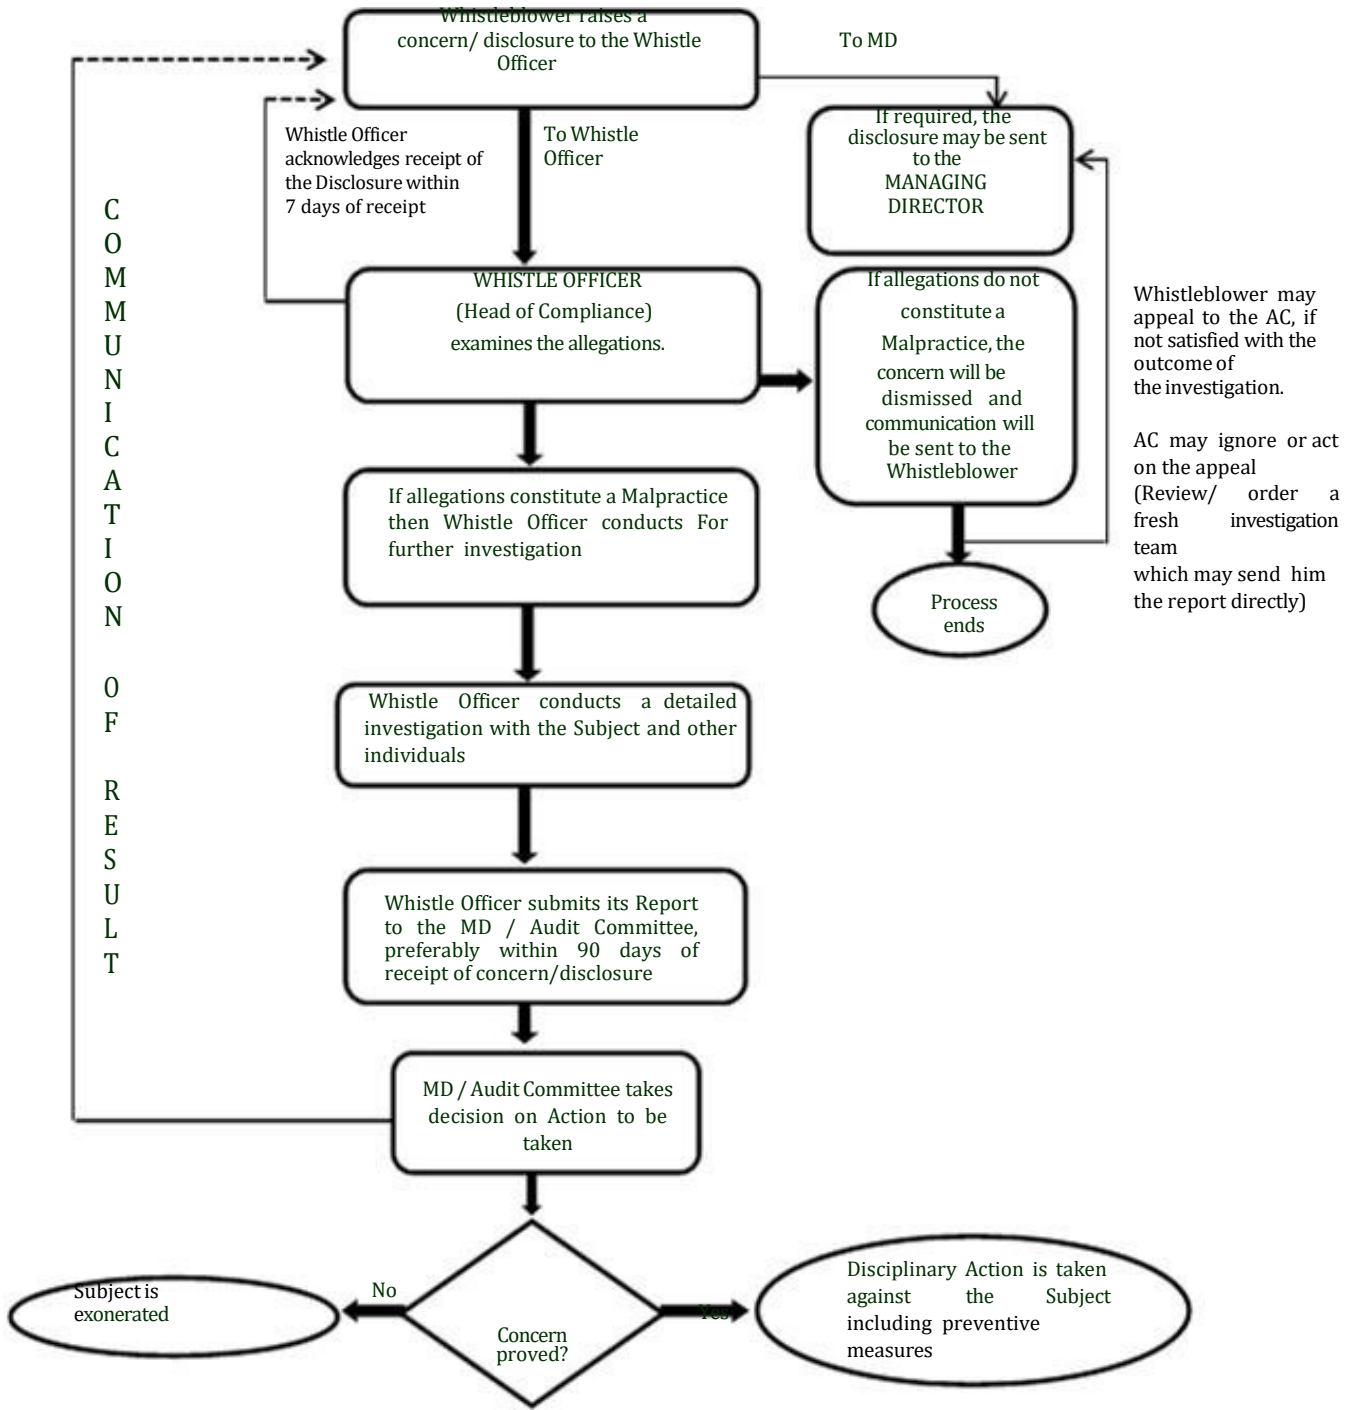 Whistleblower raises a
concern/ disclosure to the Whistle
Officer
To MD
Whistle Officer
acknowledges receipt of
the Disclosure within
7 days of receipt
To Whistle
Officer
If required, the
disclosure may be sent
to the
MANAGING
DIRECTOR
COMMUNICATION OF RESULT
WHISTLE OFFICER
(Head of Compliance)
examines the allegations.
If allegations do not
constitute a
Malpractice, the
concern will be
dismissed and
communication will
be sent to the
Whistleblower
Whistleblower may
appeal to the AC, if
not satisfied with the
outcome of
the investigation.
AC may ignore or act
on the appeal
(Review/ order a
fresh investigation
team
which may send him
the report directly)
If allegations constitute a Malpractice
then Whistle Officer conducts For
further investigation
Process
ends
Whistle Officer conducts a detailed
investigation with the Subject and other
individuals
Whistle Officer submits its Report
to the MD / Audit Committee,
preferably within 90 days of
receipt of concern/disclosure
MD / Audit Committee takes
decision on Action to be
taken
Subject is
exonerated
No
Concern
proved?
Yes
Disciplinary Action is taken
against the Subject
including preventive
measures